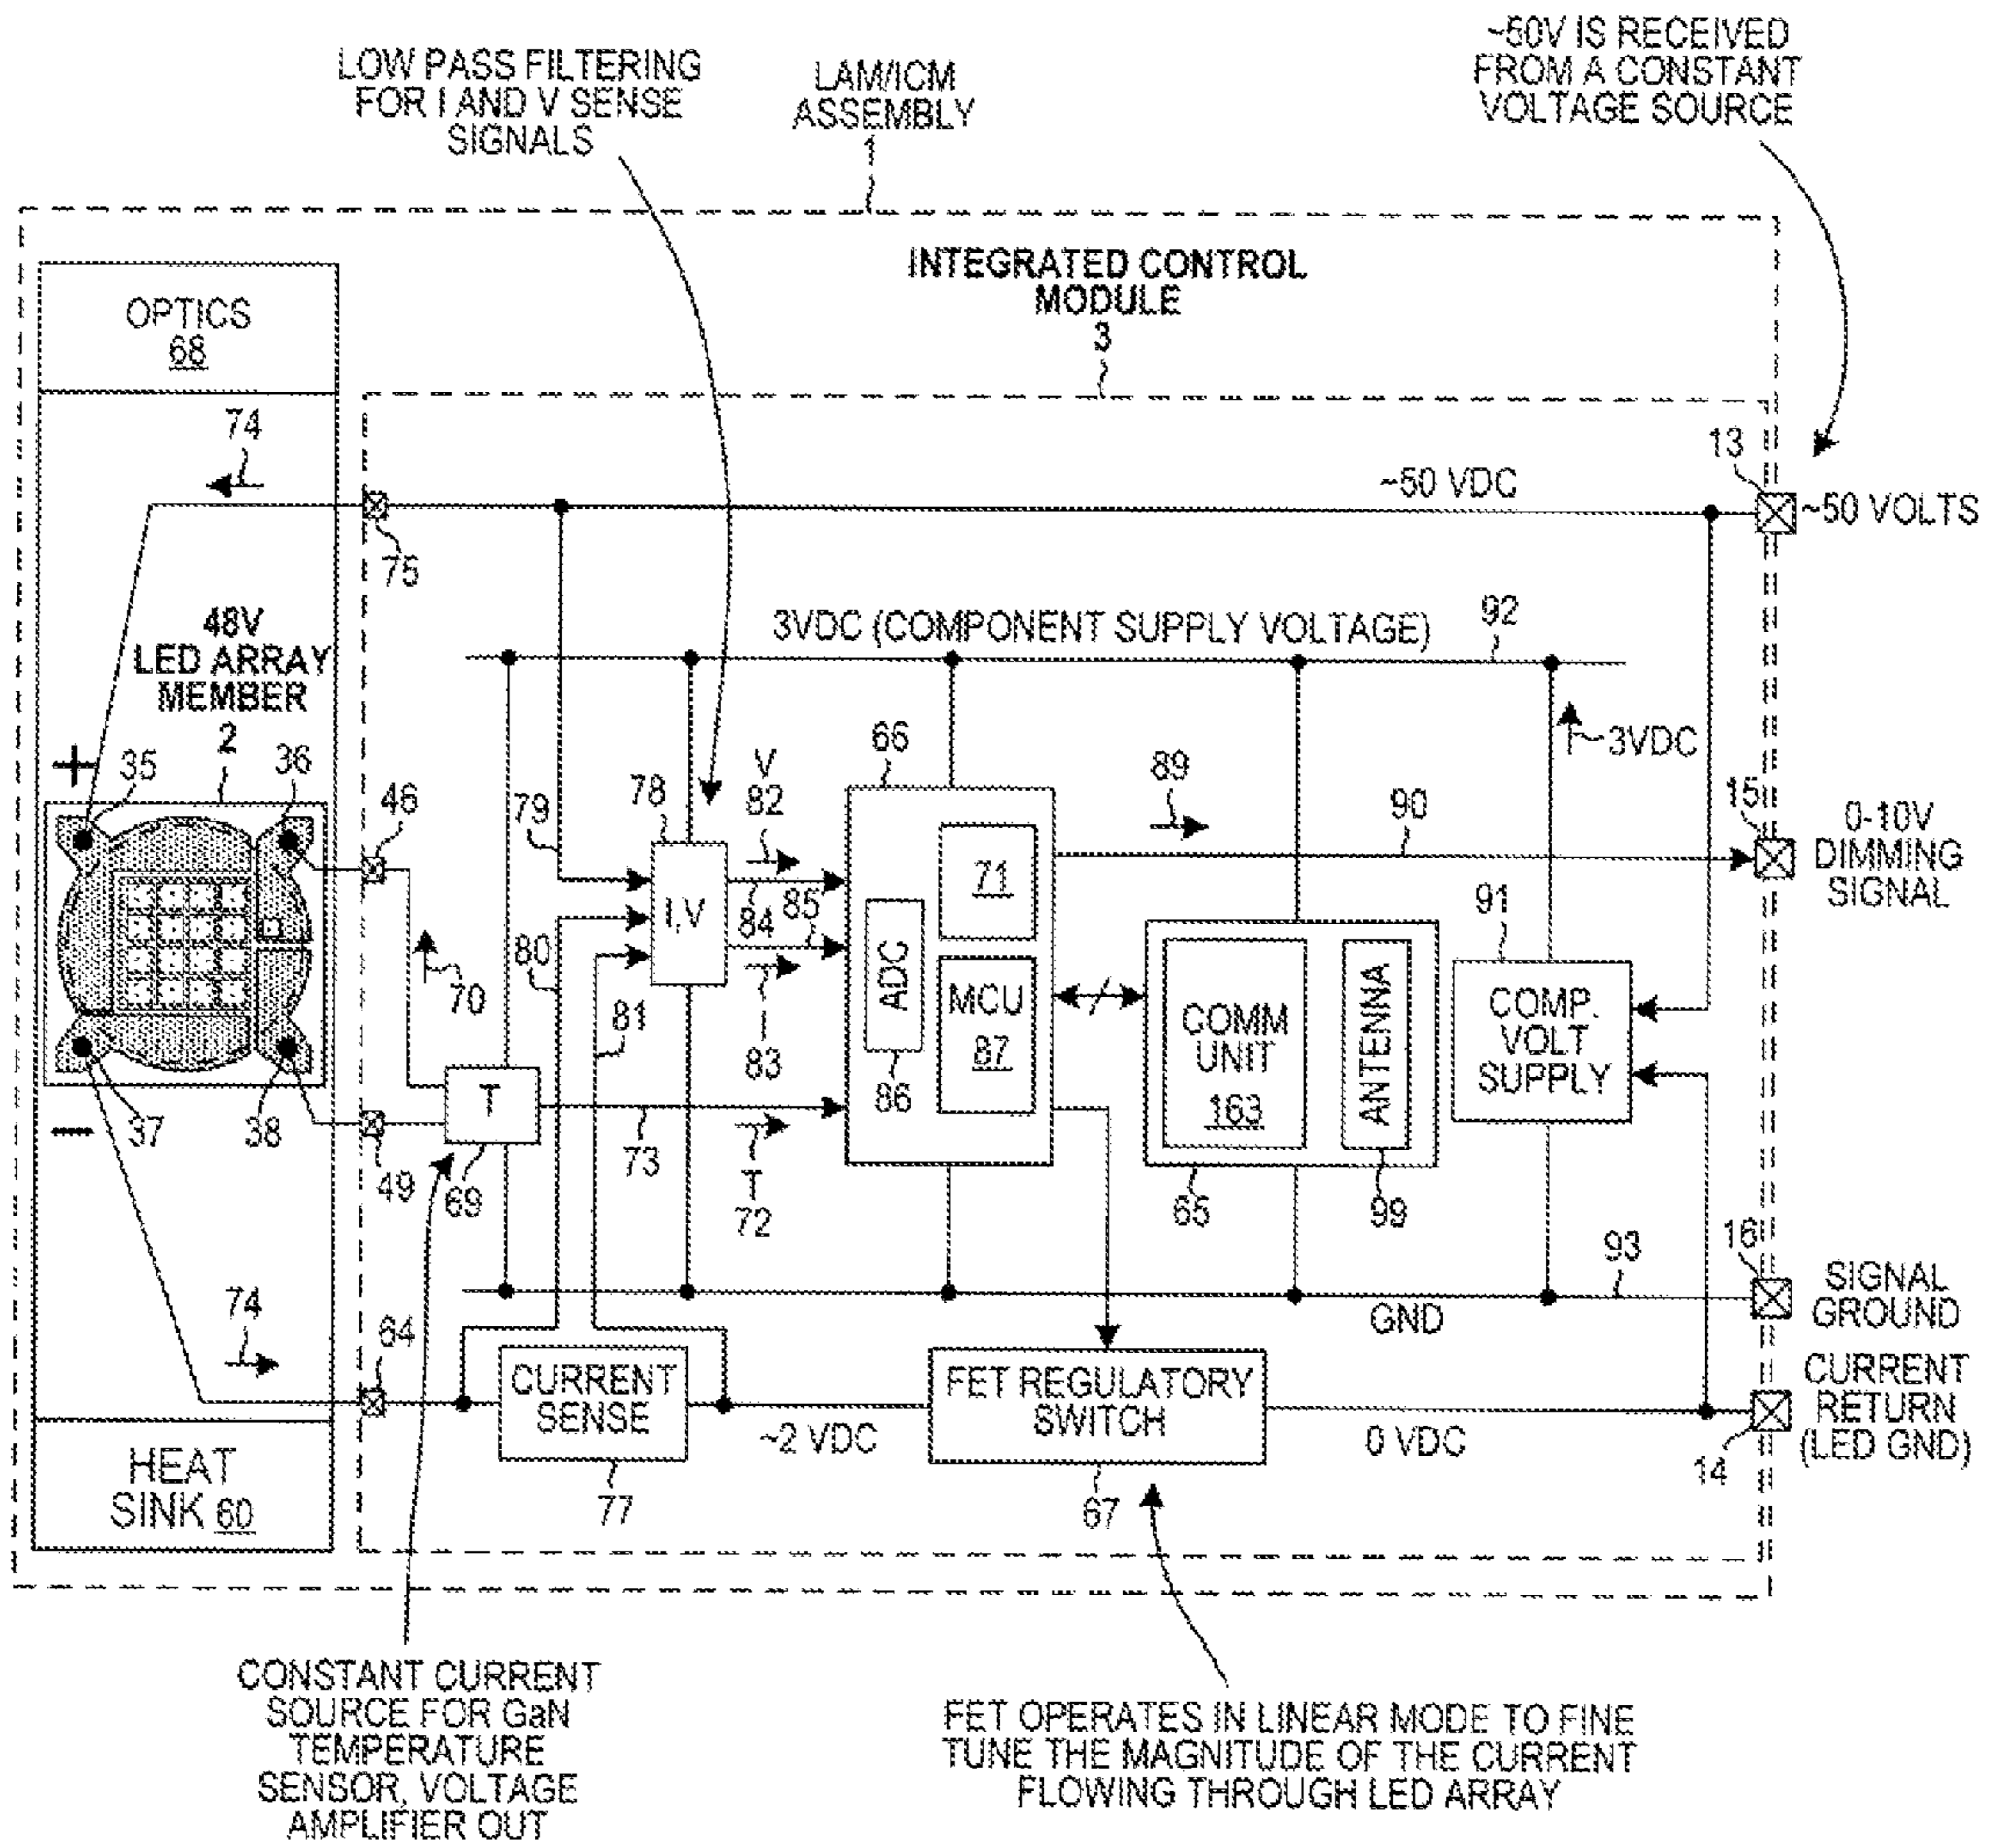 LOW PASS FILTERING
FOR I AND V SENSE
SIGNALS
LAM/ICM
ASSEMBLY
1
~50V IS RECEIVED
FROM A CONSTANT
VOLTAGE SOURCE
INTEGRATED CONTROL
MODULE
3
OPTICS
68
74
75
13
~50 VDC
~50 VOLTS
48V
LED ARRAY
MEMBER
2
3VDC (COMPONENT SUPPLY VOLTAGE)
92
+
35
36
46
79
78
V
82
66
89
90
3VDC
15
0-10V
DIMMING
SIGNAL
I,V
84
85
71
91
80
70
81
83
ADC
86
MCU
87
COMM
UNIT
163
ANTENNA
COMP.
VOLT
SUPPLY
T
69
73
T
72
–
37
38
49
65
99
93
16
SIGNAL
GROUND
GND
74
64
CURRENT
SENSE
77
~2 VDC
FET REGULATORY
SWITCH
67
0 VDC
14
CURRENT
RETURN
(LED GND)
HEAT
SINK 60
CONSTANT CURRENT
SOURCE FOR GaN
TEMPERATURE
SENSOR, VOLTAGE
AMPLIFIER OUT
FET OPERATES IN LINEAR MODE TO FINE
TUNE THE MAGNITUDE OF THE CURRENT
FLOWING THROUGH LED ARRAY